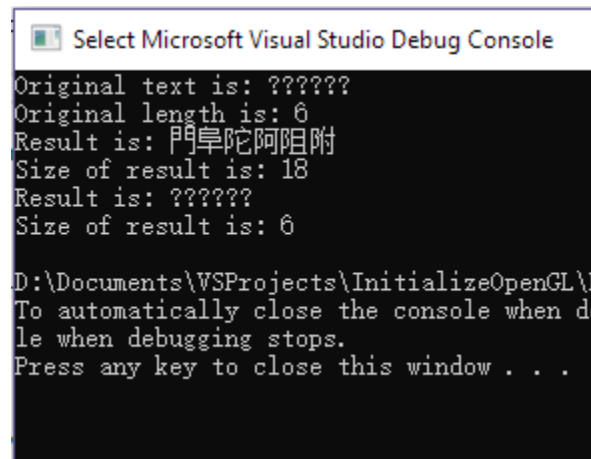 Select Microsoft Visual Studio Debug Console
Original text is: ??????
Original length is: 6
Result is: 門阜陀阿阻附
Size of result is: 18
Result is: ??????
Size of result is: 6
D:\Documents\VSProjects\InitializeOpenGL\
To automatically close the console when d
le when debugging stops.
Press any key to close this window . . .